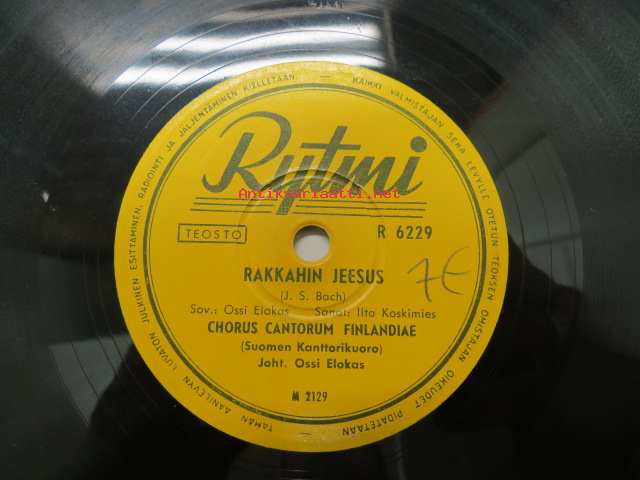 KAIKKI VALMISTAJAN SEKÄ LEVYLLE OTETUN TEOKSEN OMISTAJAN OIKEUDET PIDÄTETÄÄN
TÄMÄN ÄÄNILEVYN LUVATON JULKINEN ESITTÄMINEN, RADIOINTI JA JÄLJENTÄMINEN KIELLETÄÄN
Rytmi
Antikvariaatti.Net
TEOSTO
R 6229
RAKKAHIN JEESUS
7€
(J. S. Bach)
Sov.: Ossi Elokas Sanat: Ilta Koskimies
CHORUS CANTORUM FINLANDIAE
(Suomen Kanttorikuoro)
Joht. Ossi Elokas
M 2129